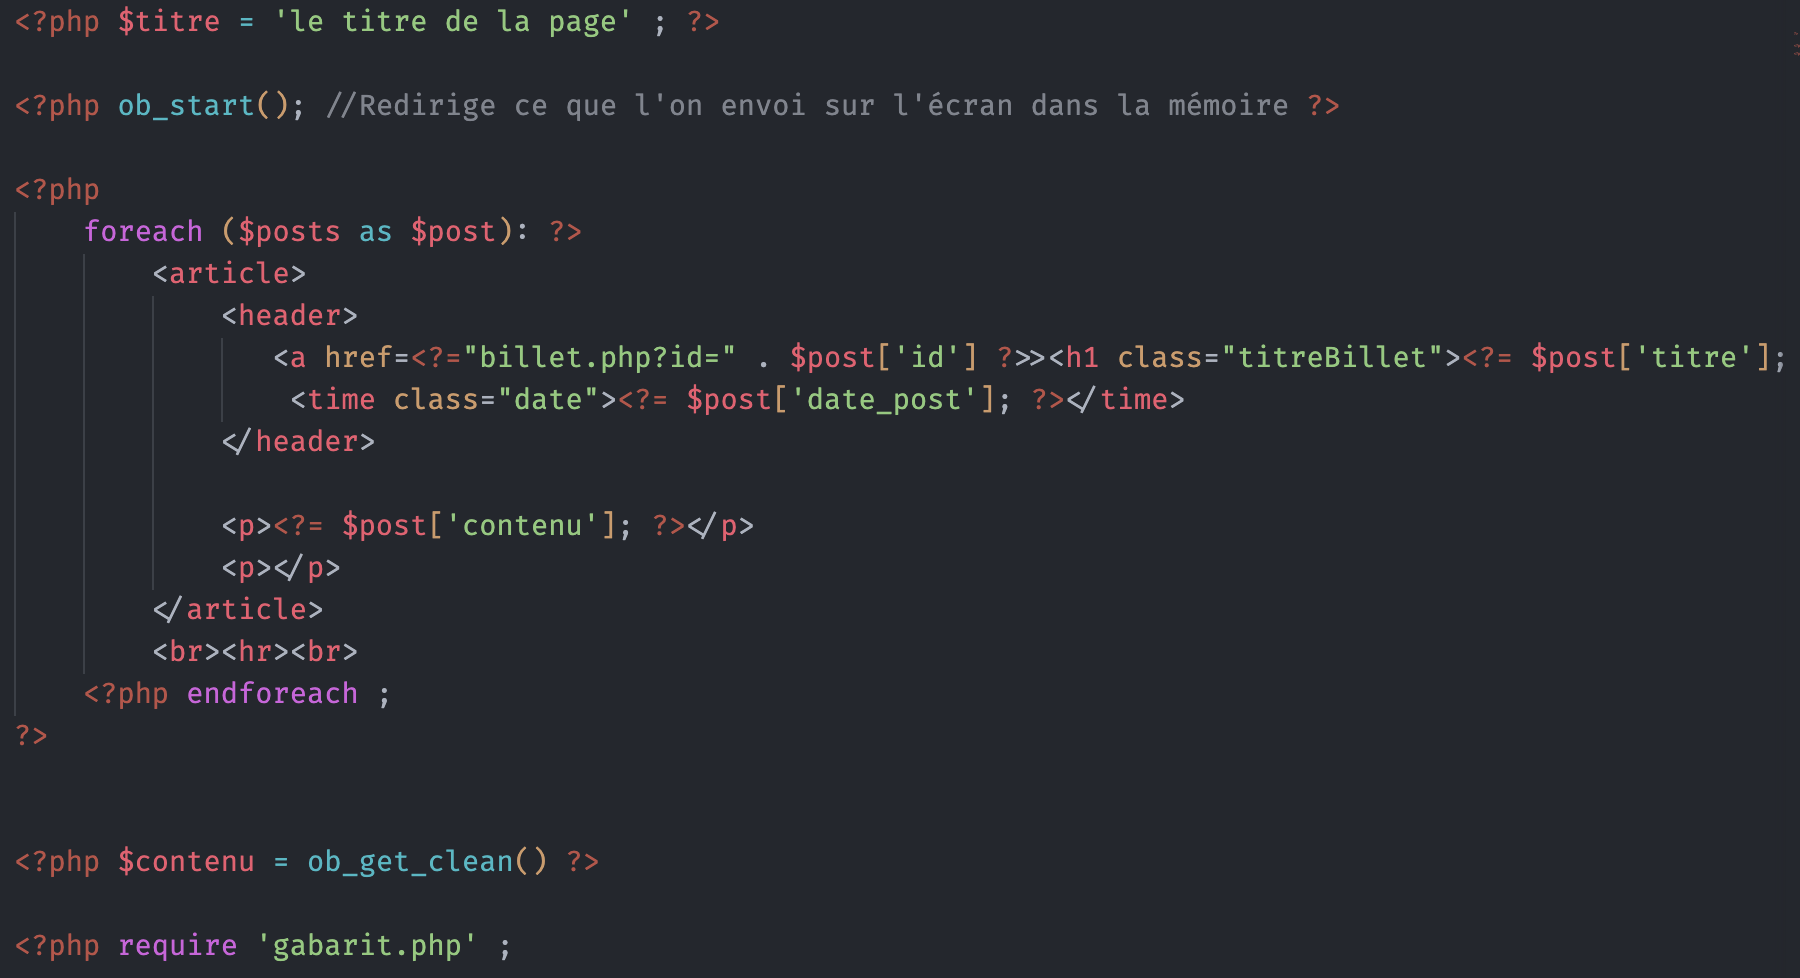 <?php $titre = 'le titre de la page' ; ?>
<?php ob_start(); //Redirige ce que l'on envoi sur l'écran dans la mémoire ?>
<?php
foreach ($posts as $post): ?>
<article>
<header>
<a href=<?="billet.php?id=" . $post['id'] ?>><h1 class="titreBillet"><?= $post['titre'];
<time class="date"><?= $post['date_post']; ?></time>
</header>
<p><?= $post['contenu']; ?></p>
<p></p>
</article>
<br><hr><br>
<?php endforeach ;
?>
<?php $contenu = ob_get_clean() ?>
<?php require 'gabarit.php' ;